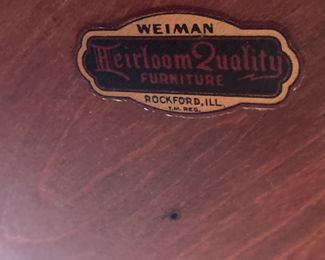 WEIMAN
Heirloom Quality
FURNITURE
ROCKFORD, ILL.
T.M. REG.